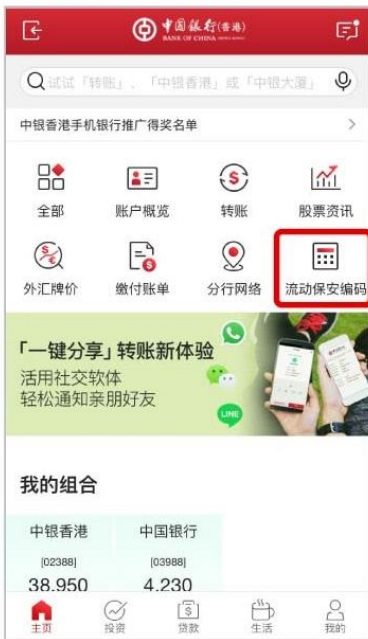 中国银行(香港)
BANK OF CHINA
试试「转账」、「中银香港」或「中银大厦」
中银香港手机银行推广得奖名单
全部 账户概览 转账 股票资讯
外汇牌价 缴付账单 分行网络 流动保安编码
「一键分享」转账新体验
活用社交软体
轻松通知亲朋好友
LINE
我的组合
中银香港 中国银行
[02388] [03988]
38.950 4.230
主页 投资 贷款 生活 我的